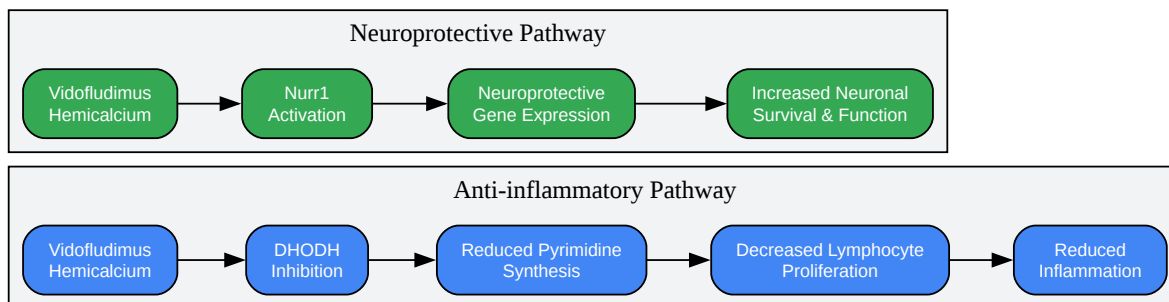 Neuroprotective Pathway
Vidofludimus
Hemicalcium
Nurr1
Activation
Neuroprotective
Gene Expression
Increased Neuronal
Survival & Function
Anti-inflammatory Pathway
Vidofludimus
Hemicalcium
DHODH
Inhibition
Reduced Pyrimidine
Synthesis
Decreased Lymphocyte
Proliferation
Reduced
Inflammation